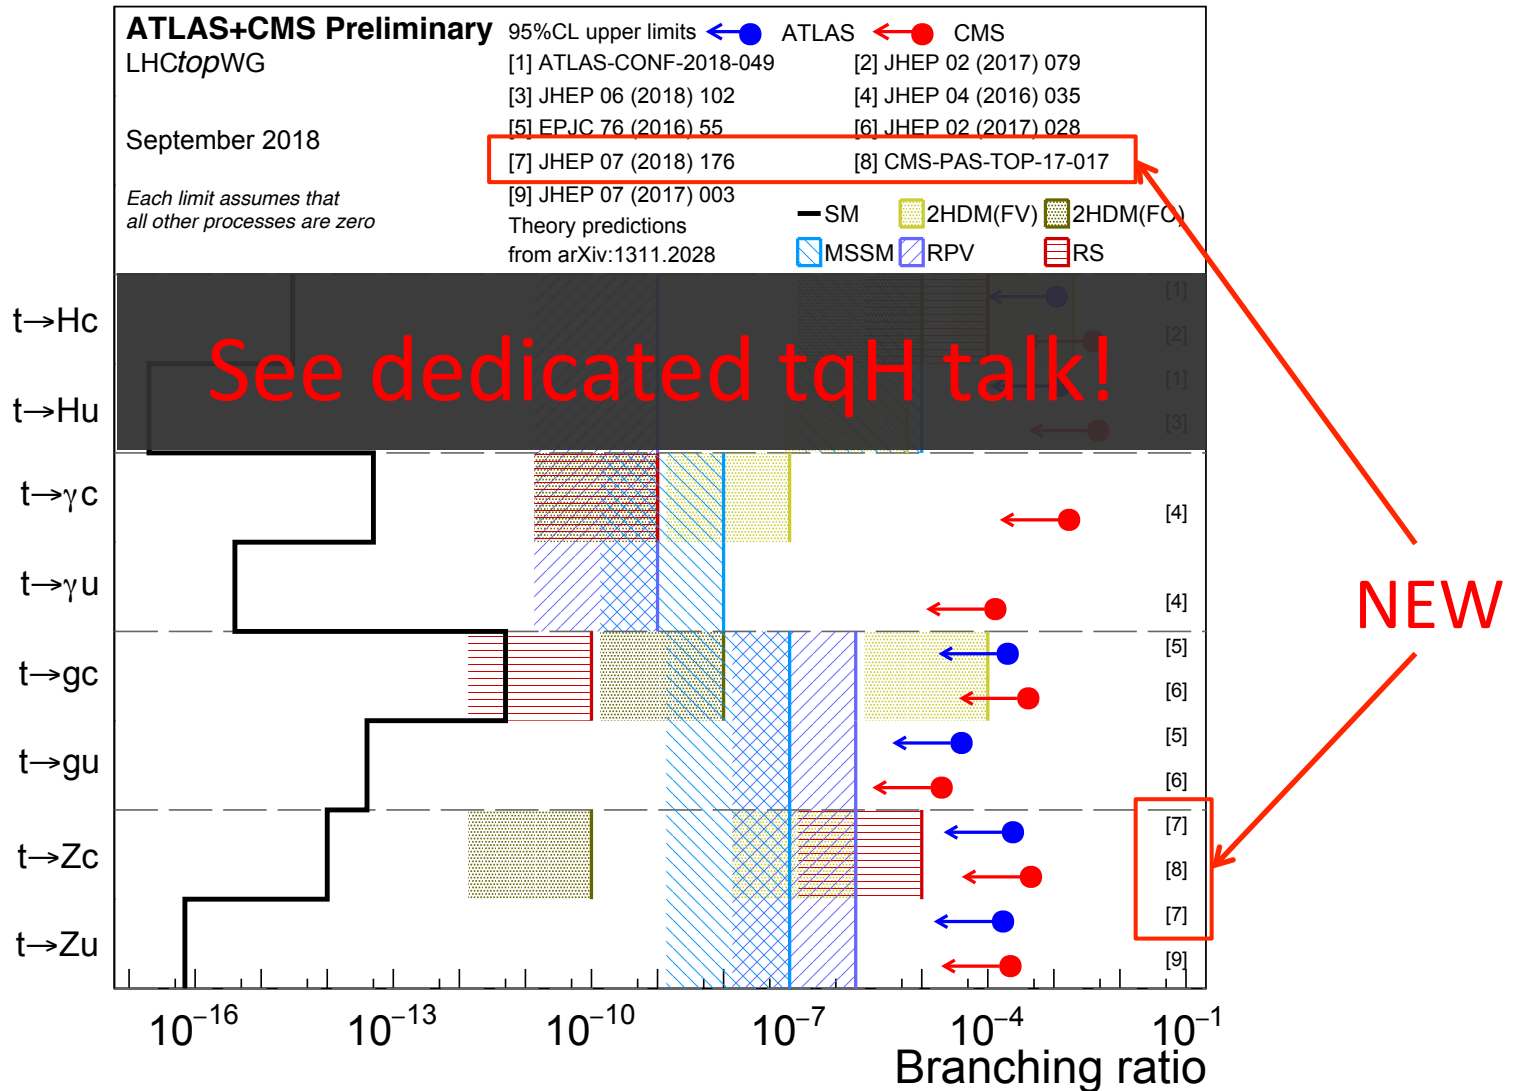 ATLAS+CMS Preliminary
LHCtopWG
September 2018
Each limit assumes that
all other processes are zero
95%CL upper limits ATLAS CMS
[1] ATLAS-CONF-2018-049 [2] JHEP 02 (2017) 079
[3] JHEP 06 (2018) 102 [4] JHEP 04 (2016) 035
[5] EPJC 76 (2016) 55 [6] JHEP 02 (2017) 028
[7] JHEP 07 (2018) 176 [8] CMS-PAS-TOP-17-017
[9] JHEP 07 (2017) 003
Theory predictions
from arXiv:1311.2028
SM 2HDM(FV) 2HDM(FC)
MSSM RPV RS
t→Hc [1]
[2]
See dedicated tqH talk!
t→Hu [1]
[3]
t→γc [4]
t→γu [4]
NEW
t→gc [5]
[6]
t→gu [5]
[6]
t→Zc [7]
[8]
t→Zu [7]
[9]
10⁻¹⁶ 10⁻¹³ 10⁻¹⁰ 10⁻⁷ 10⁻⁴ 10⁻¹
Branching ratio